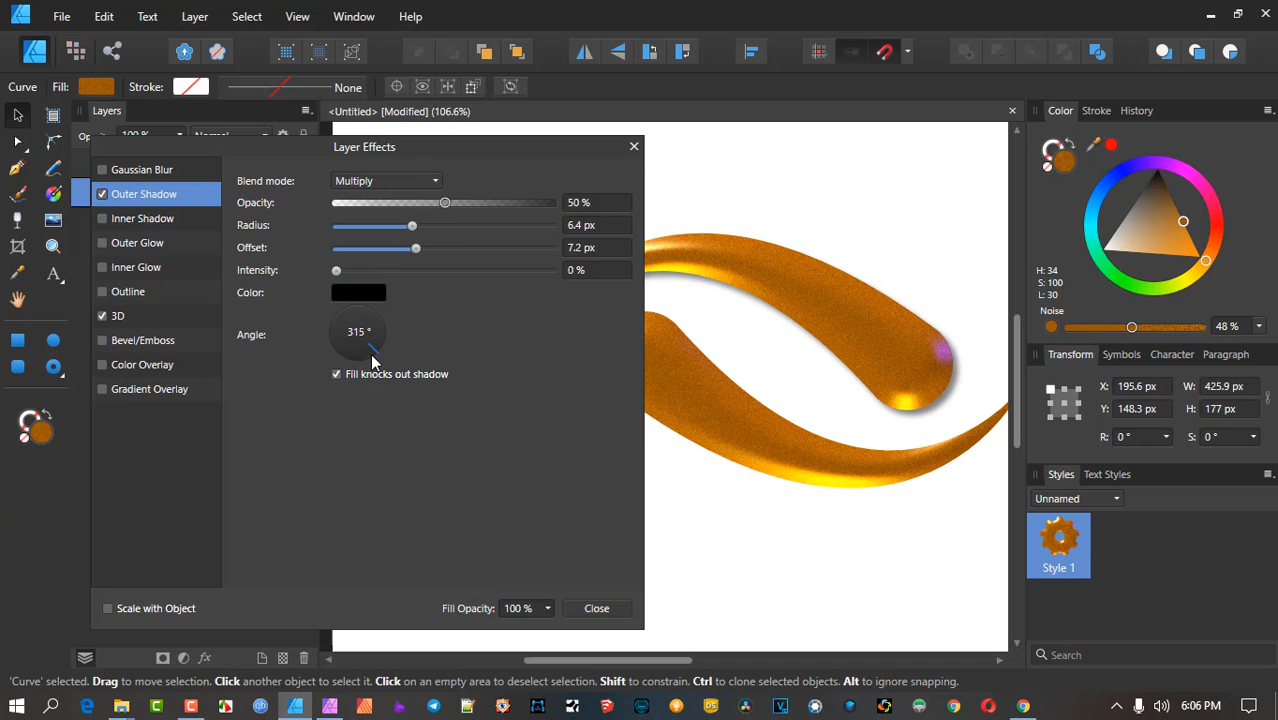 File Edit Text Layer Select View Window Help
Curve Fill: Stroke: None
Layers
<Untitled> [Modified] (106.6%)
Layer Effects
Gaussian Blur
Outer Shadow
Inner Shadow
Outer Glow
Inner Glow
Outline
3D
Bevel/Emboss
Color Overlay
Gradient Overlay
Blend mode: Multiply
Opacity: 50 %
Radius: 6.4 px
Offset: 7.2 px
Intensity: 0 %
Color:
Angle: 315 °
Fill knocks out shadow
Scale with Object
Fill Opacity: 100 % Close
Color Stroke History
H: 34
S: 100
L: 30
Noise
48 %
Transform Symbols Character Paragraph
X: 195.6 px W: 425.9 px
Y: 148.3 px H: 177 px
R: 0 ° S: 0 °
Styles Text Styles
Unnamed
Style 1
Search
'Curve' selected. Drag to move selection. Click another object to select it. Click on an empty area to deselect selection. Shift to constrain. Ctrl to clone selected objects. Alt to ignore snapping.
6:06 PM